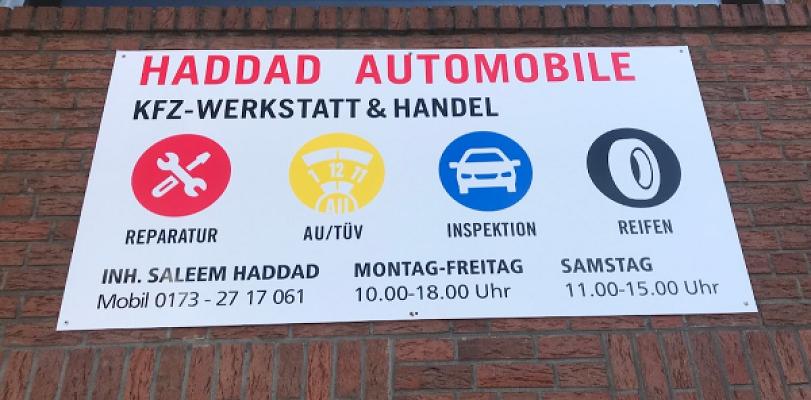 HADDAD AUTOMOBILE
KFZ-WERKSTATT & HANDEL
1 12 11
AU
REPARATUR AU/TÜV INSPEKTION REIFEN
INH. SALEEM HADDAD MONTAG-FREITAG SAMSTAG
Mobil 0173 - 27 17 061 10.00-18.00 Uhr 11.00-15.00 Uhr